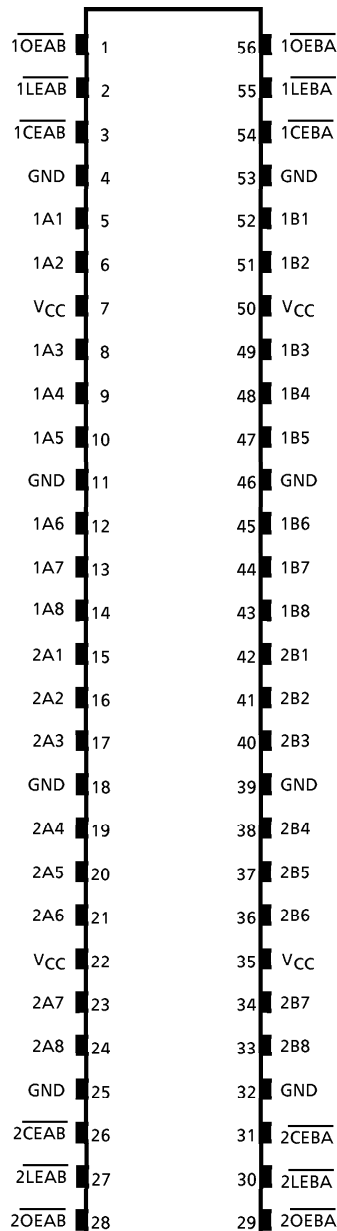 1OEAB 1 56 1OEBA
1LEAB 2 55 1LEBA
1CEAB 3 54 1CEBA
GND 4 53 GND
1A1 5 52 1B1
1A2 6 51 1B2
VCC 7 50 VCC
1A3 8 49 1B3
1A4 9 48 1B4
1A5 10 47 1B5
GND 11 46 GND
1A6 12 45 1B6
1A7 13 44 1B7
1A8 14 43 1B8
2A1 15 42 2B1
2A2 16 41 2B2
2A3 17 40 2B3
GND 18 39 GND
2A4 19 38 2B4
2A5 20 37 2B5
2A6 21 36 2B6
VCC 22 35 VCC
2A7 23 34 2B7
2A8 24 33 2B8
GND 25 32 GND
2CEAB 26 31 2CEBA
2LEAB 27 30 2LEBA
2OEAB 28 29 2OEBA